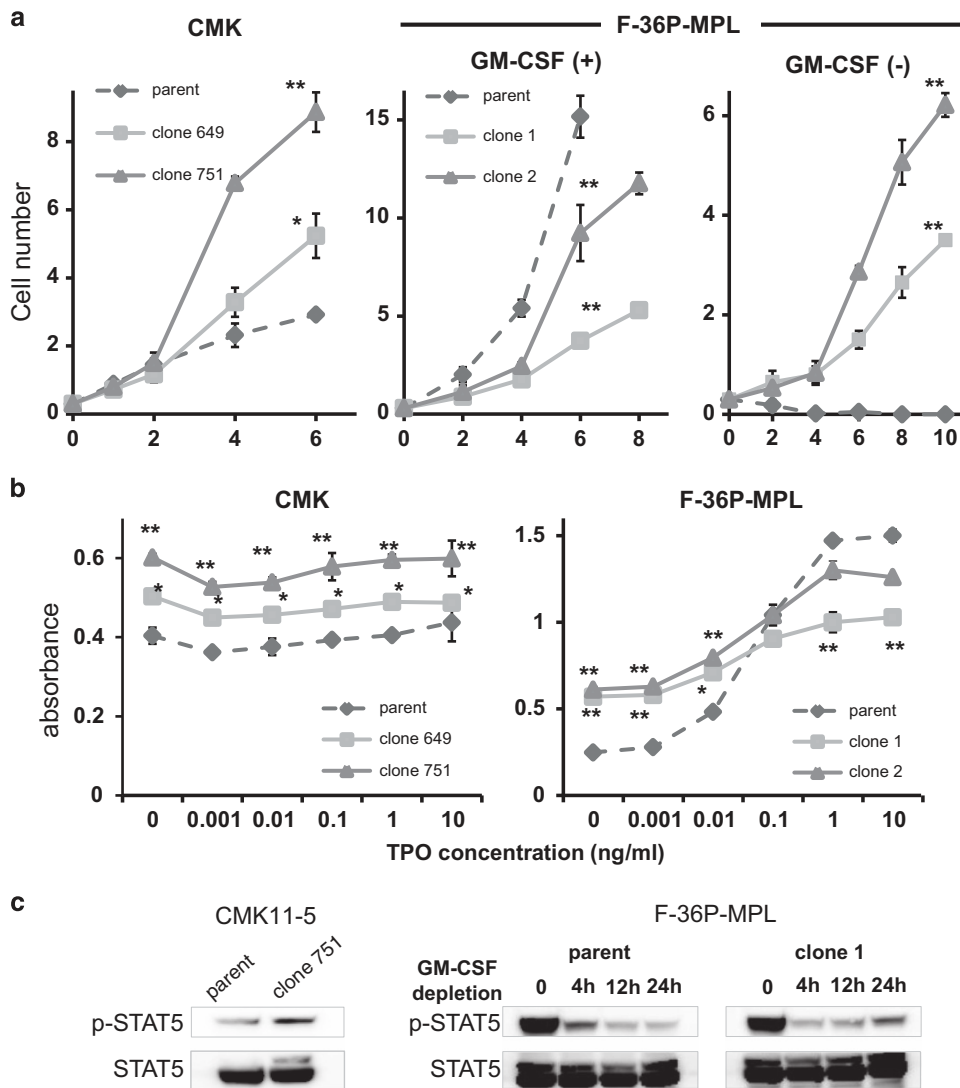 a
CMK
F-36P-MPL
GM-CSF (+)
GM-CSF (-)
parent
clone 649
clone 751
parent
clone 1
clone 2
Cell number
8
6
4
2
0
15
10
5
0
6
4
2
0
** * ** ** ** **
0 2 4 6
0 2 4 6 8
0 2 4 6 8 10
b
CMK
F-36P-MPL
absorbance
0.6
0.4
0.2
0
** ** ** ** ** **
* * * * * *
parent
clone 649
clone 751
1.5
1
0.5
0
** ** **
** ** * ** **
parent
clone 1
clone 2
0 0.001 0.01 0.1 1 10
0 0.001 0.01 0.1 1 10
TPO concentration (ng/ml)
c
CMK11-5
F-36P-MPL
parent
clone 751
parent
clone 1
GM-CSF
depletion
0 4h 12h 24h
0 4h 12h 24h
p-STAT5
STAT5
p-STAT5
STAT5